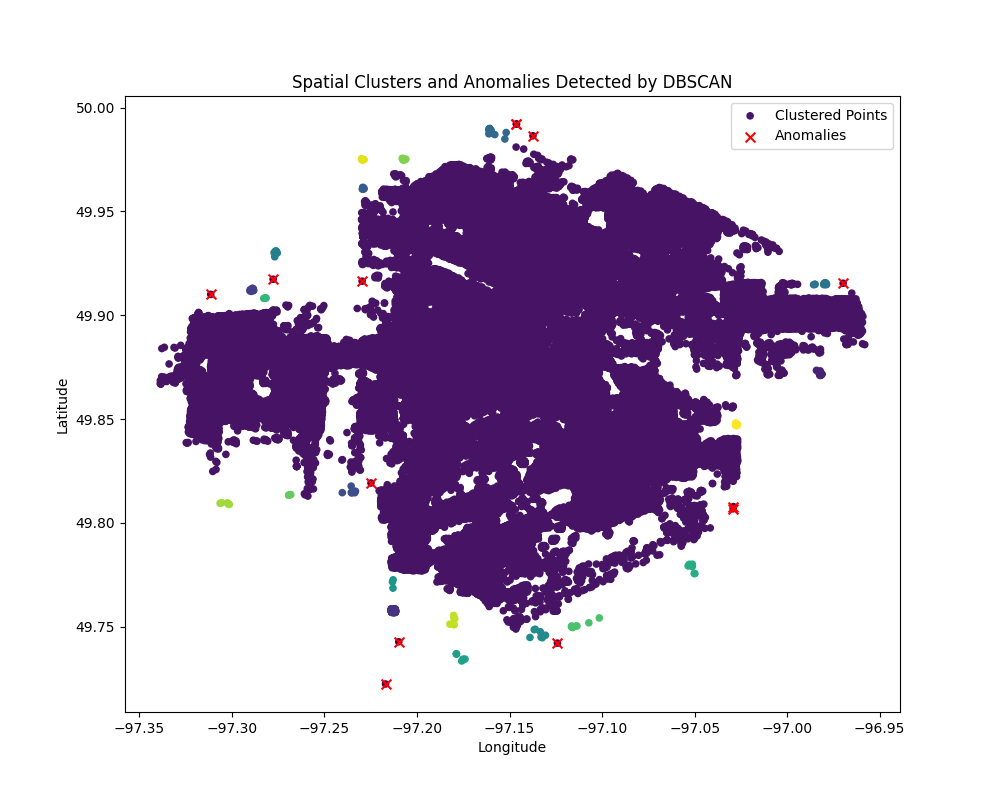 Spatial Clusters and Anomalies Detected by DBSCAN
Clustered Points
Anomalies
50.00
49.95
49.90
49.85
49.80
49.75
Latitude
−97.35 −97.30 −97.25 −97.20 −97.15 −97.10 −97.05 −97.00 −96.95
Longitude